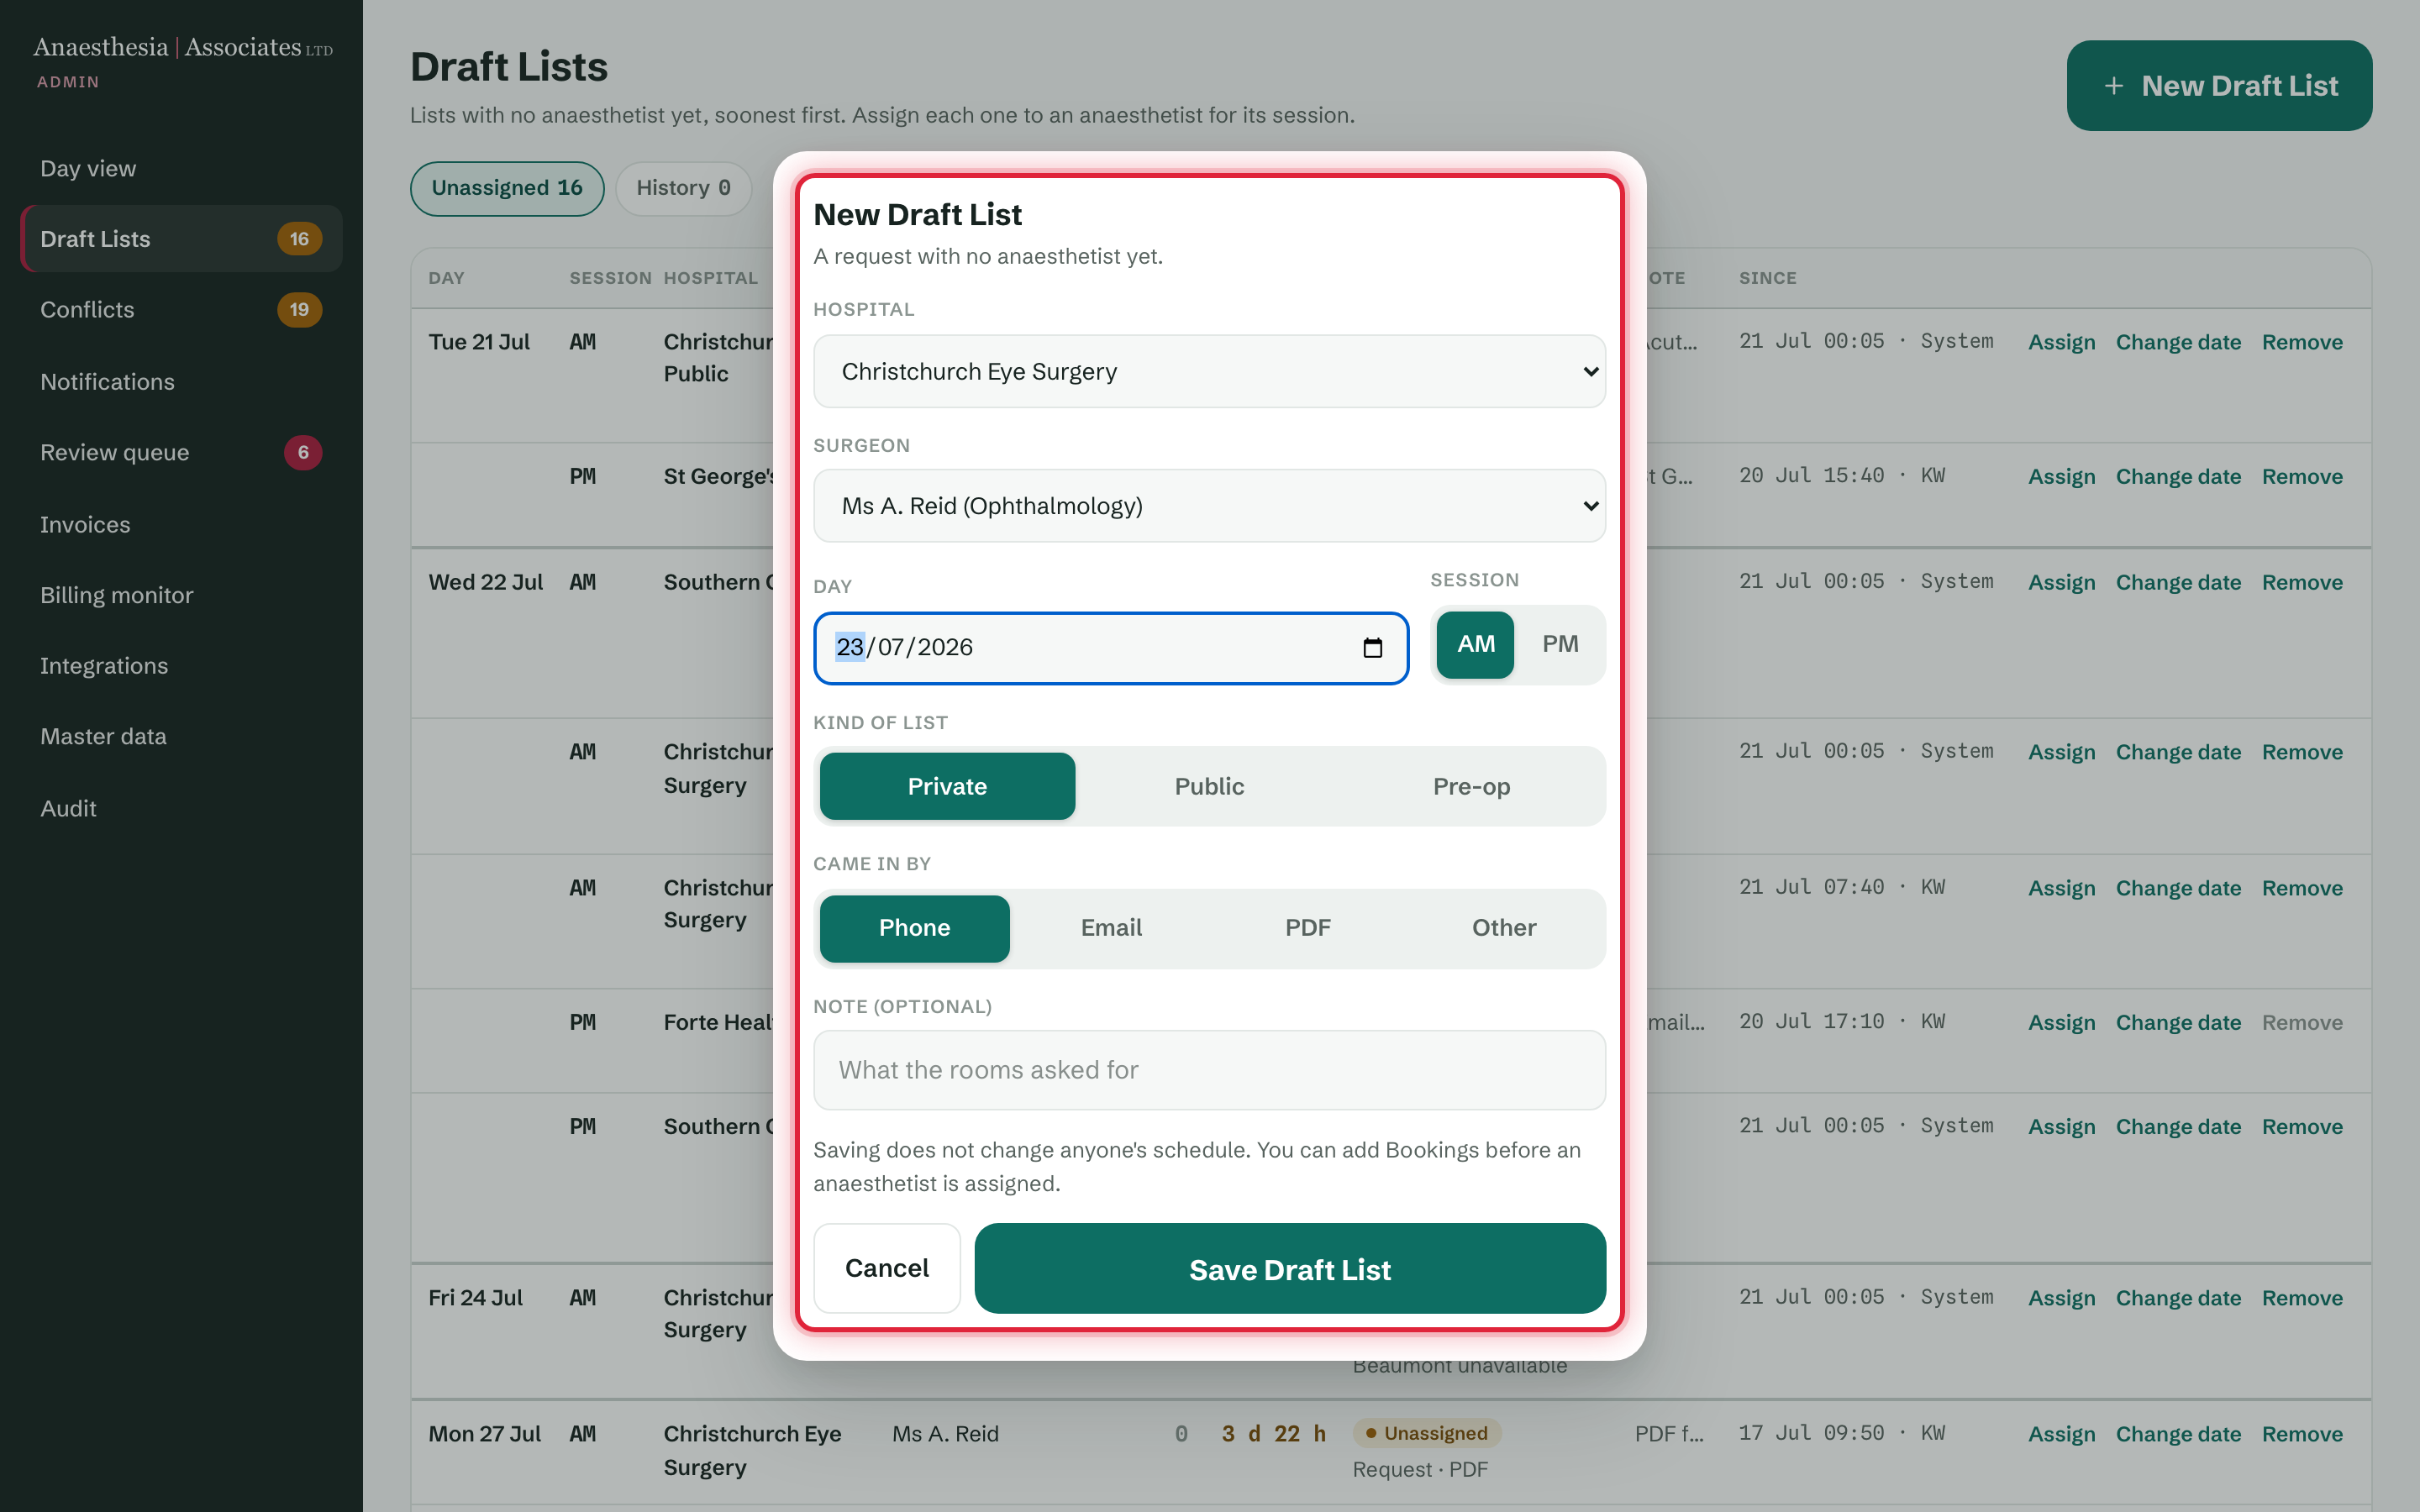 Anaesthesia | Associates LTD
ADMIN
Day view
Draft Lists 16
Conflicts 19
Notifications
Review queue 6
Invoices
Billing monitor
Integrations
Master data
Audit
Draft Lists
Lists with no anaesthetist yet, soonest first. Assign each one to an anaesthetist for its session.
+ New Draft List
Unassigned 16 History 0
DAY SESSION HOSPITAL SINCE
Tue 21 Jul AM 21 Jul 00:05 · System Assign Change date Remove
Public
PM 20 Jul 15:40 · KW Assign Change date Remove
Wed 22 Jul AM Southern 21 Jul 00:05 · System Assign Change date Remove
AM 21 Jul 00:05 · System Assign Change date Remove
Surgery
AM 21 Jul 07:40 · KW Assign Change date Remove
Surgery
PM Forte 20 Jul 17:10 · KW Assign Change date Remove
PM Southern 21 Jul 00:05 · System Assign Change date Remove
Fri 24 Jul AM 21 Jul 00:05 · System Assign Change date Remove
Surgery
Beaumont unavailable
Mon 27 Jul AM Christchurch Eye Ms A. Reid 0 3 d 22 h Unassigned PDF f... 17 Jul 09:50 · KW Assign Change date Remove
Surgery Request · PDF
New Draft List
A request with no anaesthetist yet.
HOSPITAL
Christchurch Eye Surgery
SURGEON
Ms A. Reid (Ophthalmology)
DAY SESSION
23/07/2026 AM PM
KIND OF LIST
Private Public Pre-op
CAME IN BY
Phone Email PDF Other
NOTE (OPTIONAL)
What the rooms asked for
Saving does not change anyone's schedule. You can add Bookings before an
anaesthetist is assigned.
Cancel Save Draft List